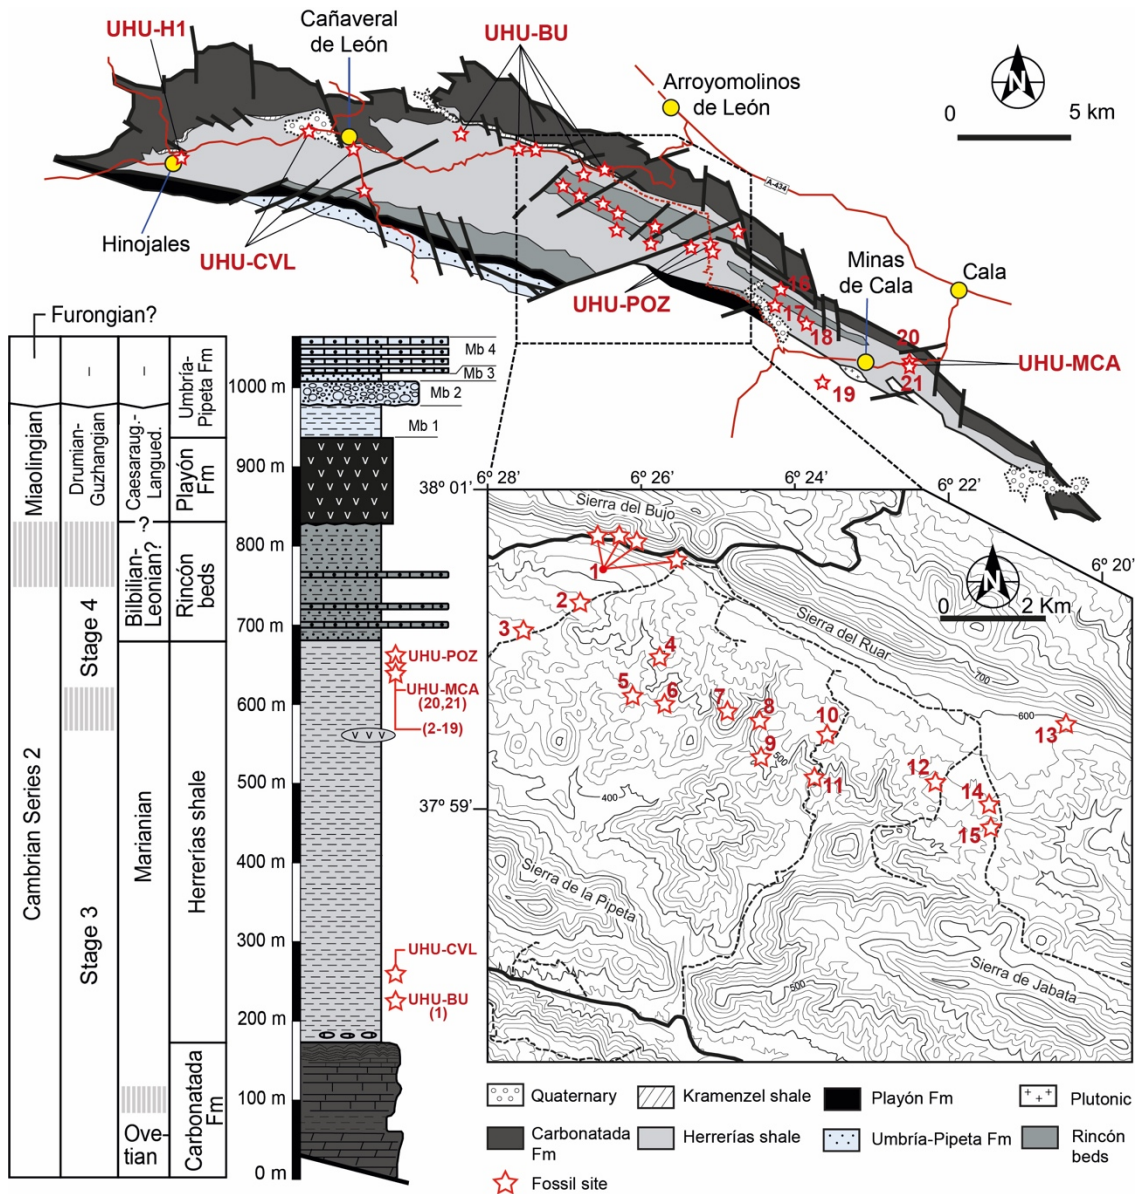 UHU-H1
Cañaveral
de León
UHU-BU
Arroyomolinos
de León
N
0
5 km
A-434
Hinojales
UHU-CVL
UHU-POZ
Minas
de Cala
Cala
16
17
18
19
20
21
UHU-MCA
Furongian?
Miaolingian
Cambrian Series 2
–
Drumian-
Guzhangian
Stage 4
Stage 3
–
Caesaraug.-
Langued.
?
Bilbilian-
Leonian?
Marianian
Ove-
tian
Umbría-
Pipeta Fm
Playón
Fm
Rincón
beds
Herrerías shale
Carbonatada
Fm
1000 m
900 m
800 m
700 m
600 m
500 m
400 m
300 m
200 m
100 m
0 m
Mb 4
Mb 3
Mb 2
Mb 1
UHU-POZ
UHU-MCA
(20,21)
(2-19)
UHU-CVL
UHU-BU
(1)
6º 28'
6º 26'
6º 24'
6º 22'
6º 20'
38º 01'
37º 59'
Sierra del Bujo
N
0
2 Km
Sierra del Ruar
700
600
1
2
3
4
5
6
7
8
9
500
10
11
12
13
14
15
400
Sierra de la Pipeta
500
Sierra de Jabata
Quaternary
Kramenzel shale
Playón Fm
Plutonic
Carbonatada
Fm
Herrerías shale
Umbría-Pipeta Fm
Rincón
beds
Fossil site